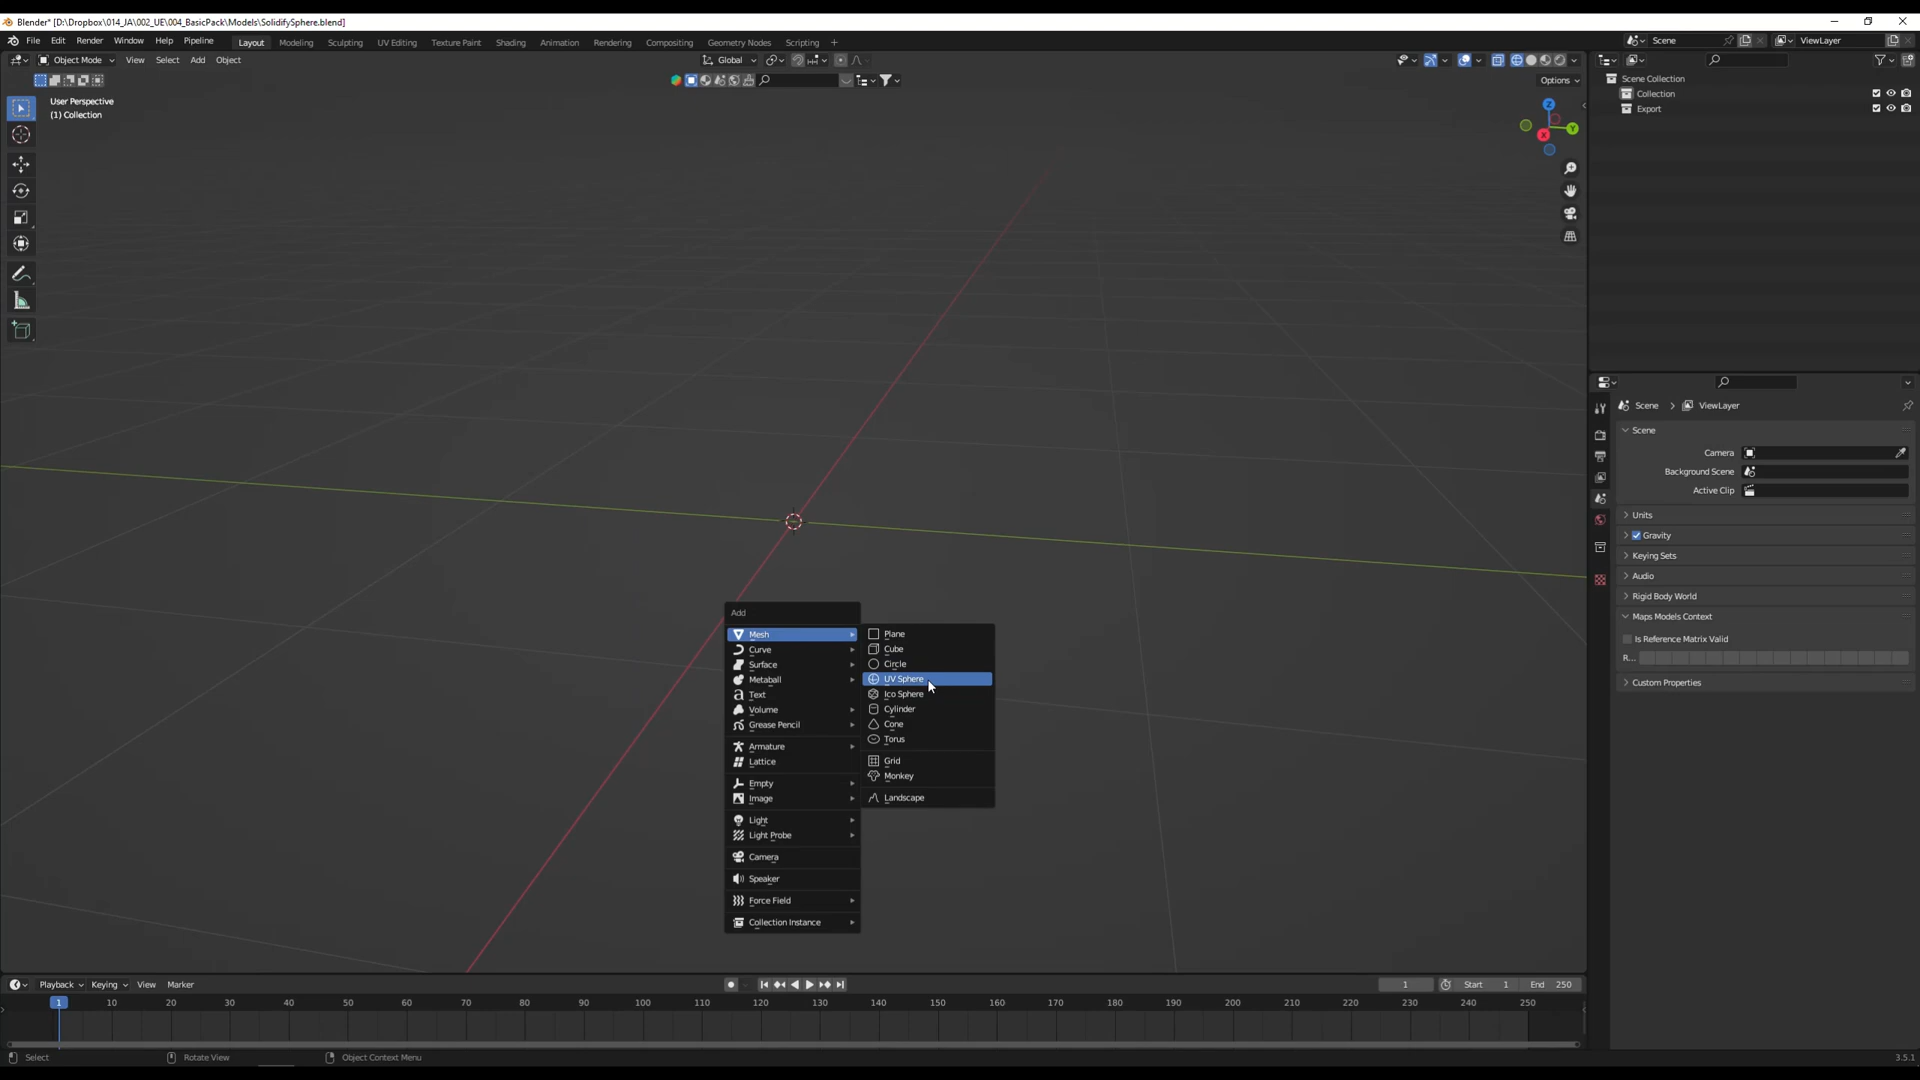 Blender* [D:\Dropbox\014_JA\002_UE\004_BasicPack\Models\SolidifySphere.blend]
File Edit Render Window Help Pipeline Layout Modeling Sculpting UV Editing Texture Paint Shading Animation Rendering Compositing Geometry Nodes Scripting + Scene ViewLayer
Object Mode View Select Add Object Global
Options
User Perspective
(1) Collection
Z
Y
X
Scene Collection
Collection
Export
Scene > ViewLayer
Scene
Camera
Background Scene
Active Clip
Units
Gravity
Keying Sets
Audio
Rigid Body World
Maps Models Context
Is Reference Matrix Valid
R...
Custom Properties
Add
Mesh
Curve
Surface
Metaball
Text
Volume
Grease Pencil
Armature
Lattice
Empty
Image
Light
Light Probe
Camera
Speaker
Force Field
Collection Instance
Plane
Cube
Circle
UV Sphere
Ico Sphere
Cylinder
Cone
Torus
Grid
Monkey
Landscape
Playback Keying View Marker 1 Start 1 End 250
1 10 20 30 40 50 60 70 80 90 100 110 120 130 140 150 160 170 180 190 200 210 220 230 240 250
Select Rotate View Object Context Menu 3.5.1